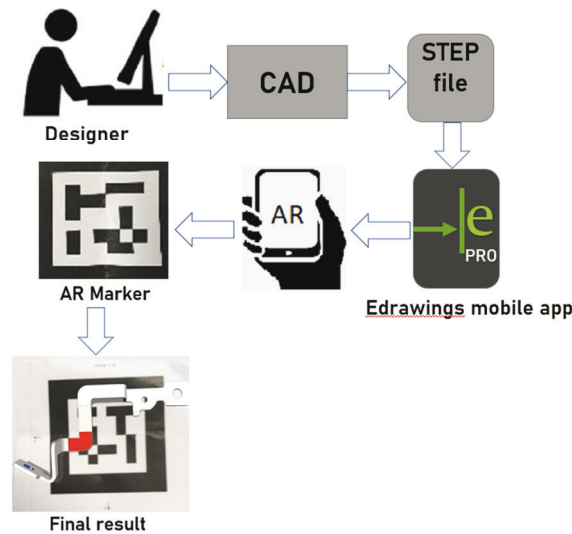 CAD
STEP
file
Designer
AR
e
PRO
AR Marker
Edrawings mobile app
Final result